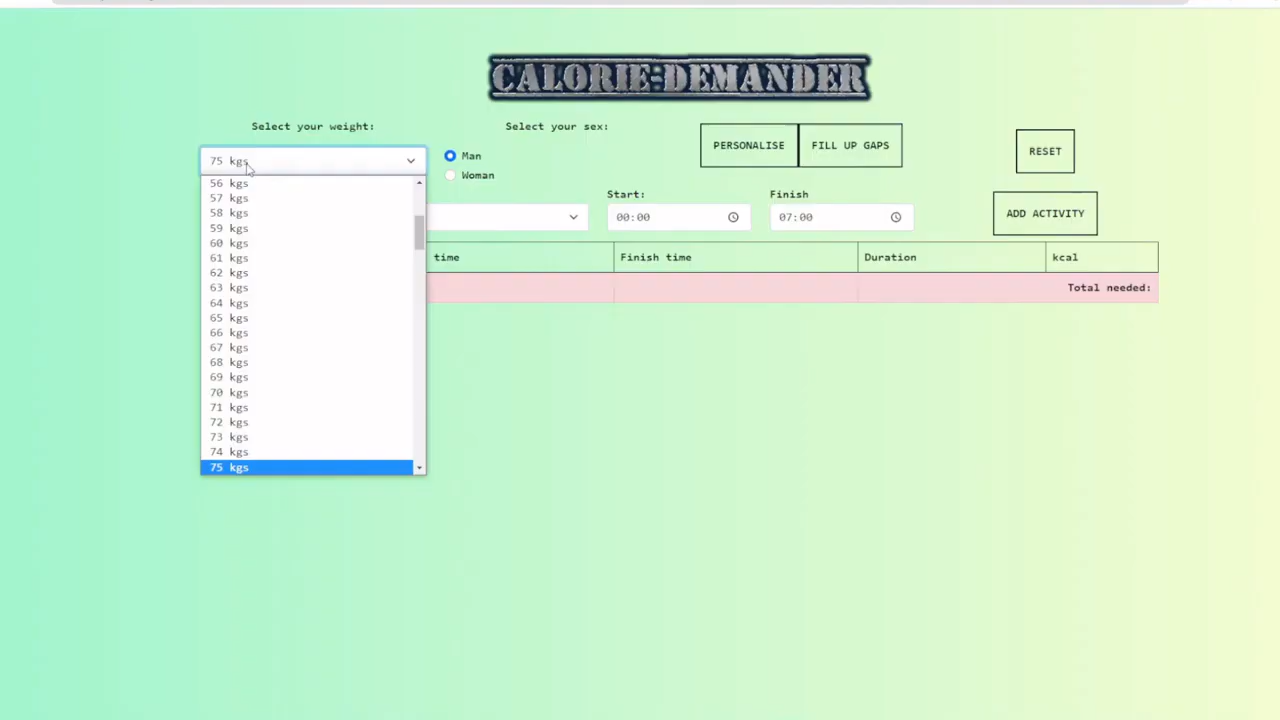 CALORIE-DEMANDER
Select your weight:
Select your sex:
PERSONALISE
FILL UP GAPS
RESET
75 kgs
Man
Woman
Start:
Finish
00:00
07:00
ADD ACTIVITY
time
Finish time
Duration
kcal
Total needed:
56 kgs
57 kgs
58 kgs
59 kgs
60 kgs
61 kgs
62 kgs
63 kgs
64 kgs
65 kgs
66 kgs
67 kgs
68 kgs
69 kgs
70 kgs
71 kgs
72 kgs
73 kgs
74 kgs
75 kgs